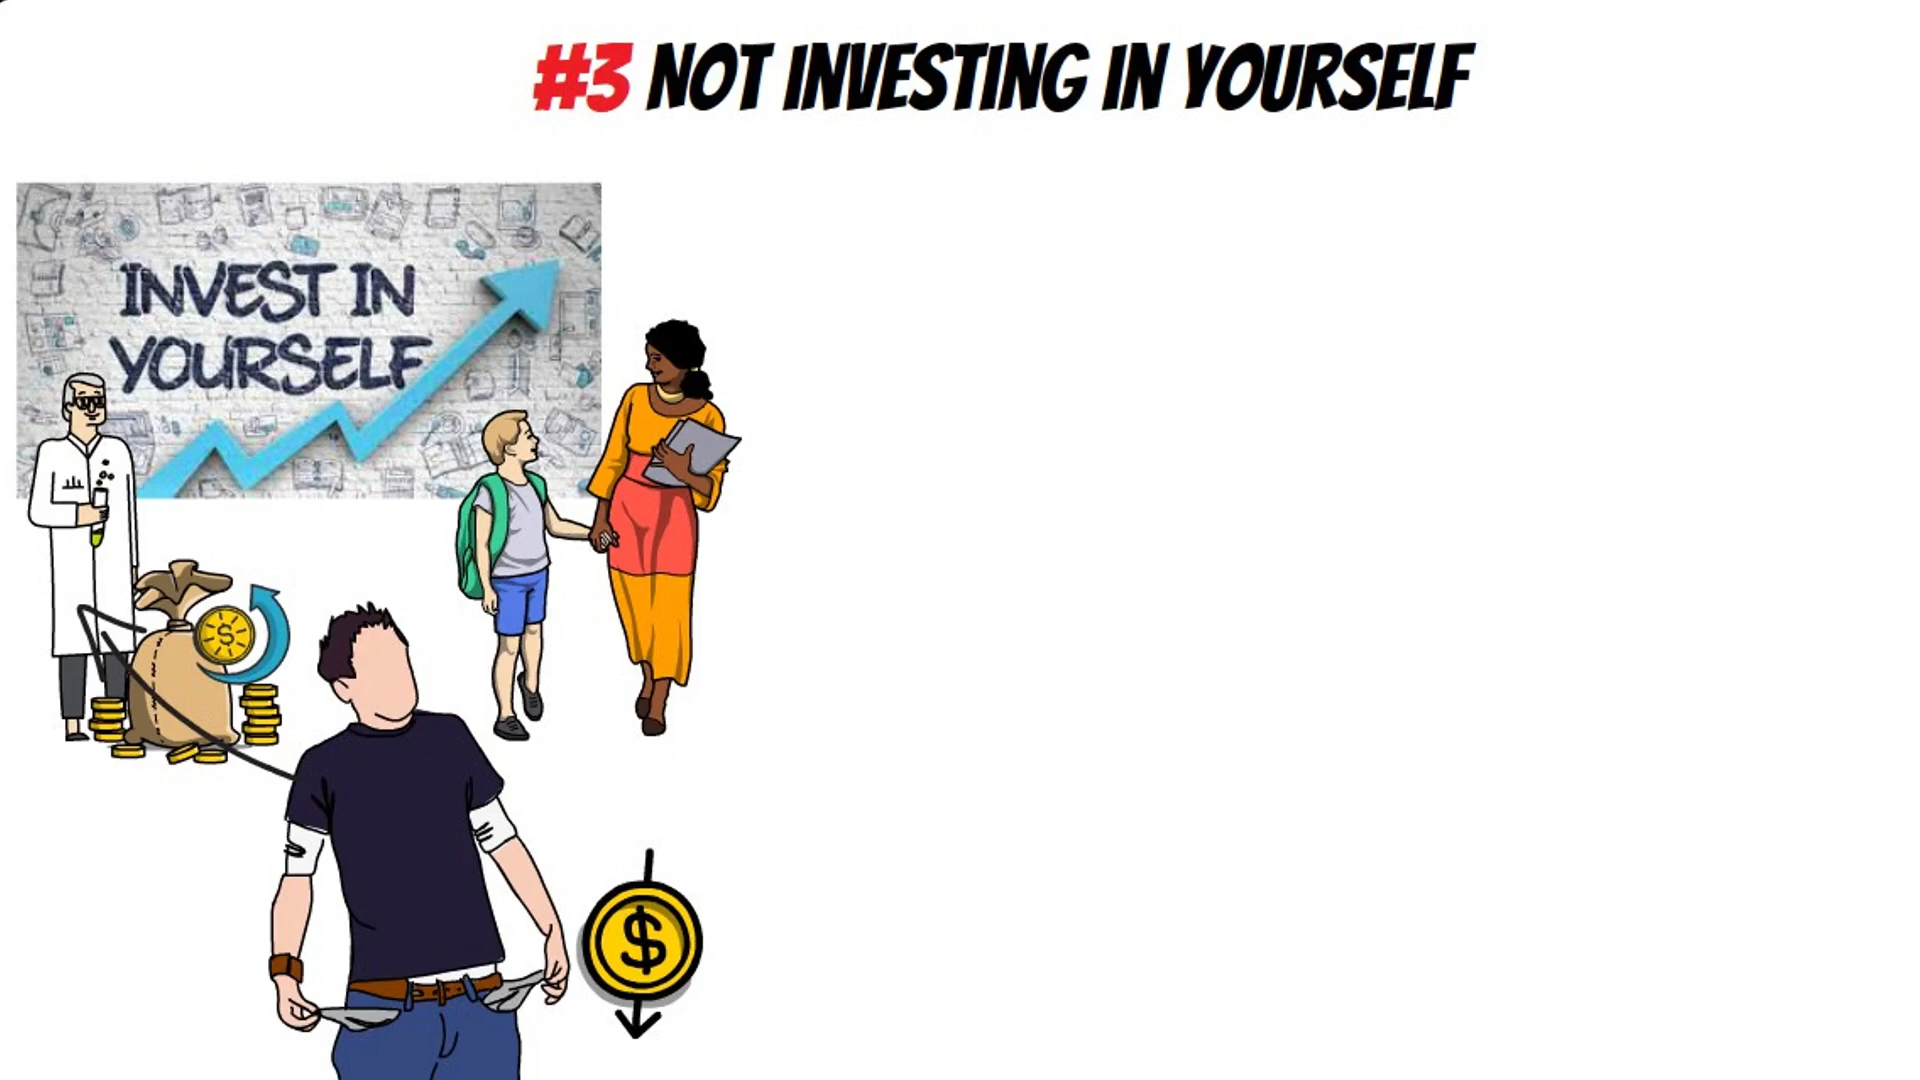 #3 NOT INVESTING IN YOURSELF
INVEST IN
YOURSELF
$
$